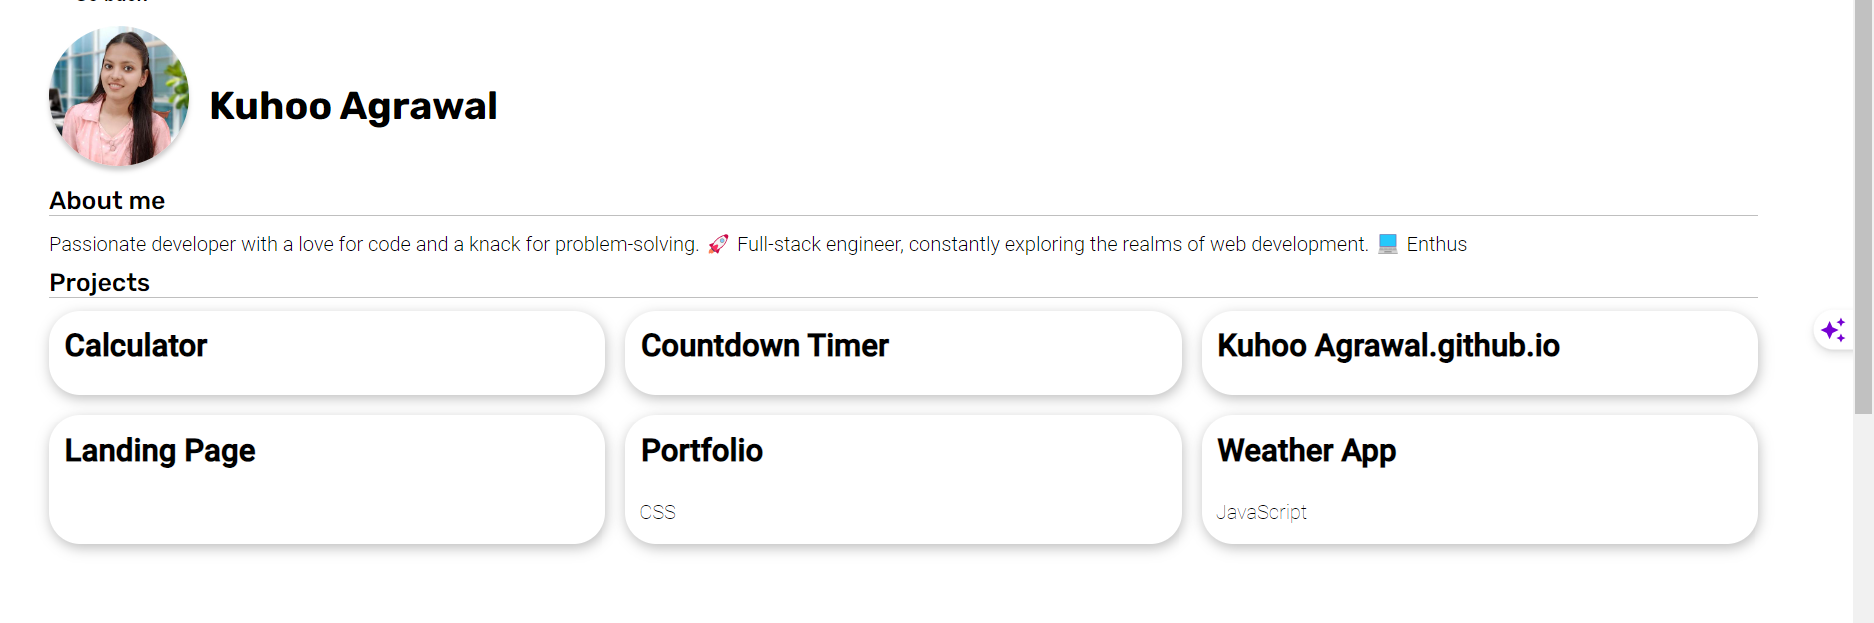 Kuhoo Agrawal
About me
Passionate developer with a love for code and a knack for problem-solving. 🚀 Full-stack engineer, constantly exploring the realms of web development. 💻 Enthus
Projects
Calculator
Countdown Timer
Kuhoo Agrawal.github.io
Landing Page
Portfolio
Weather App
CSS
JavaScript